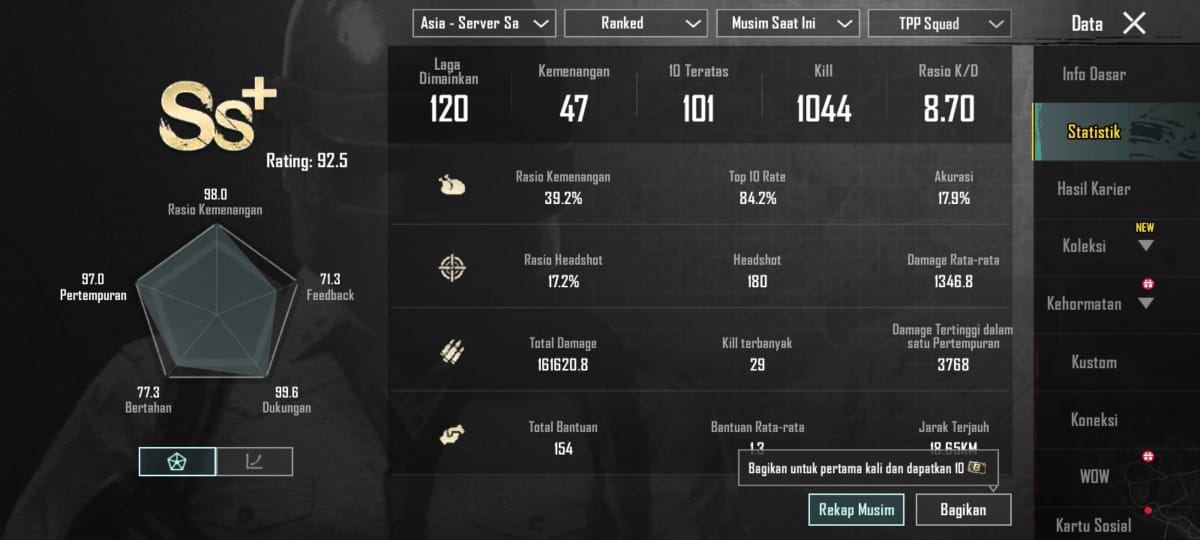 Asia - Server Sa
Ranked
Musim Saat Ini
TPP Squad
Data
Ss+
Rating: 92.5
98.0
Rasio Kemenangan
97.0
Pertempuran
71.3
Feedback
77.3
Bertahan
99.6
Dukungan
Laga
Dimainkan
120
Kemenangan
47
10 Teratas
101
Kill
1044
Rasio K/D
8.70
Rasio Kemenangan
39.2%
Top 10 Rate
84.2%
Akurasi
17.9%
Rasio Headshot
17.2%
Headshot
180
Damage Rata-rata
1346.8
Total Damage
161620.8
Kill terbanyak
29
Damage Tertinggi dalam
satu Pertempuran
3768
Total Bantuan
154
Bantuan Rata-rata
1.3
Jarak Terjauh
18.65KM
Bagikan untuk pertama kali dan dapatkan 10
Rekap Musim
Bagikan
Info Dasar
Statistik
Hasil Karier
NEW
Koleksi
Kehormatan
Kustom
Koneksi
WOW
Kartu Sosial